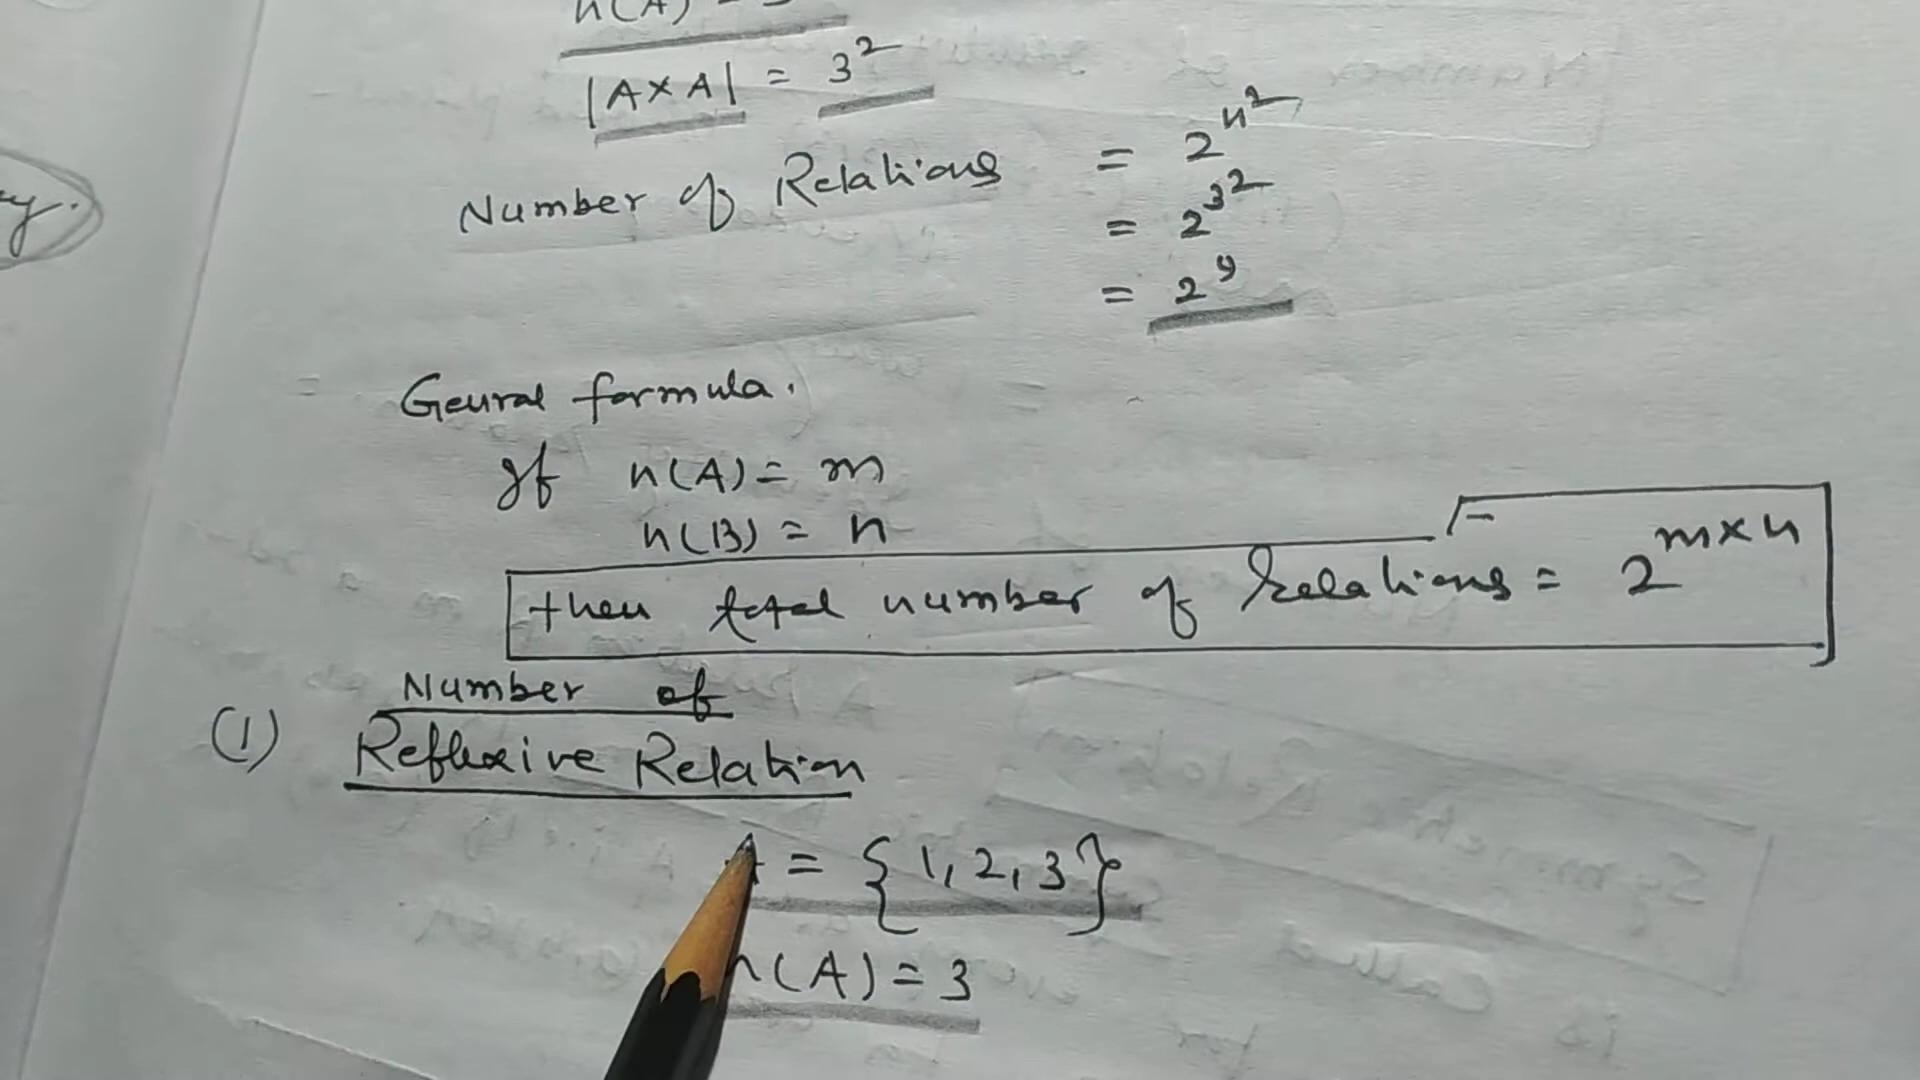 n(A) = 3
|A×A| = 3²
Number of Relations = 2^n²
= 2^3²
= 2^9
General formula.
If n(A) = m
n(B) = n
then total number of Relations = 2^m×n
Number of
(1) Reflexive Relation
A = {1, 2, 3}
n(A) = 3